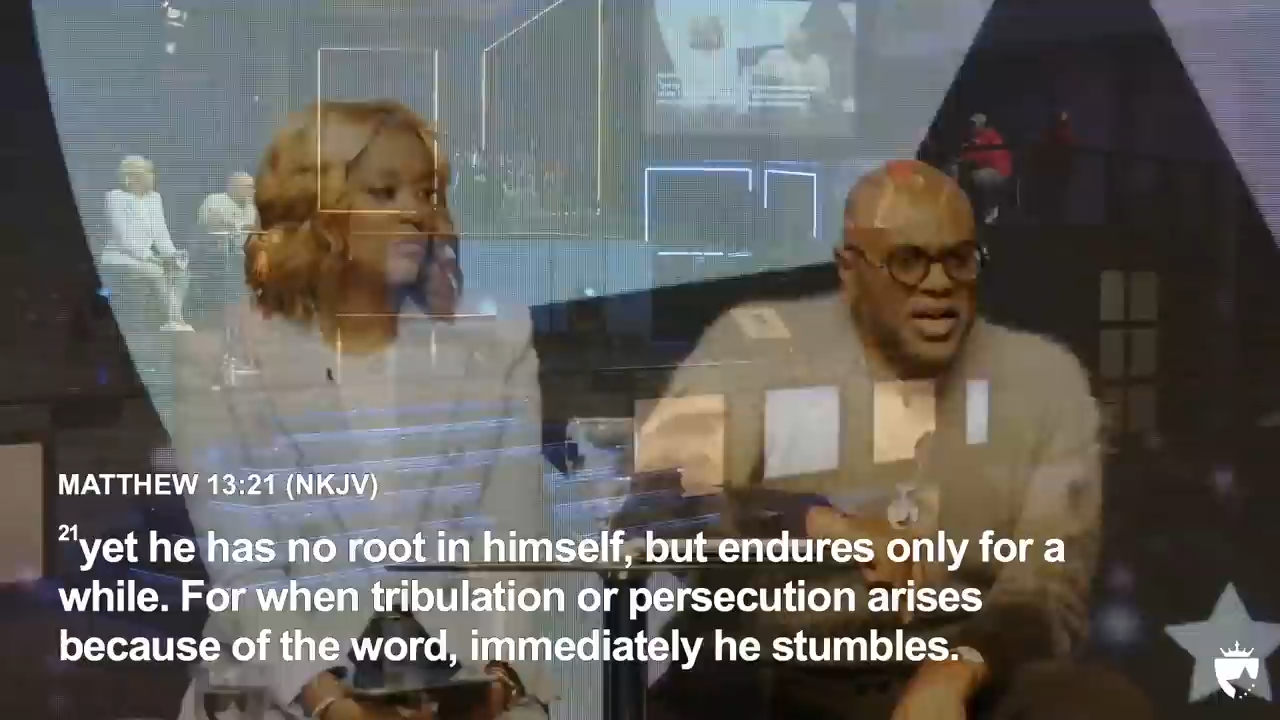 MATTHEW 13:21 (NKJV)
21yet he has no root in himself, but endures only for a
while. For when tribulation or persecution arises
because of the word, immediately he stumbles.